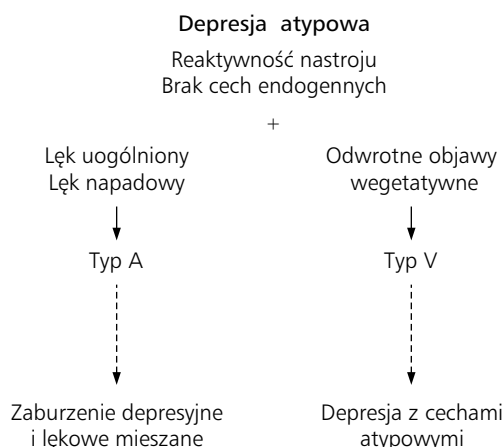 Depresja atypowa
Reaktywność nastroju
Brak cech endogennych
+
Lęk uogólniony
Lęk napadowy
Odwrotne objawy
wegetatywne
Typ A
Typ V
Zaburzenie depresyjne
i lękowe mieszane
Depresja z cechami
atypowymi